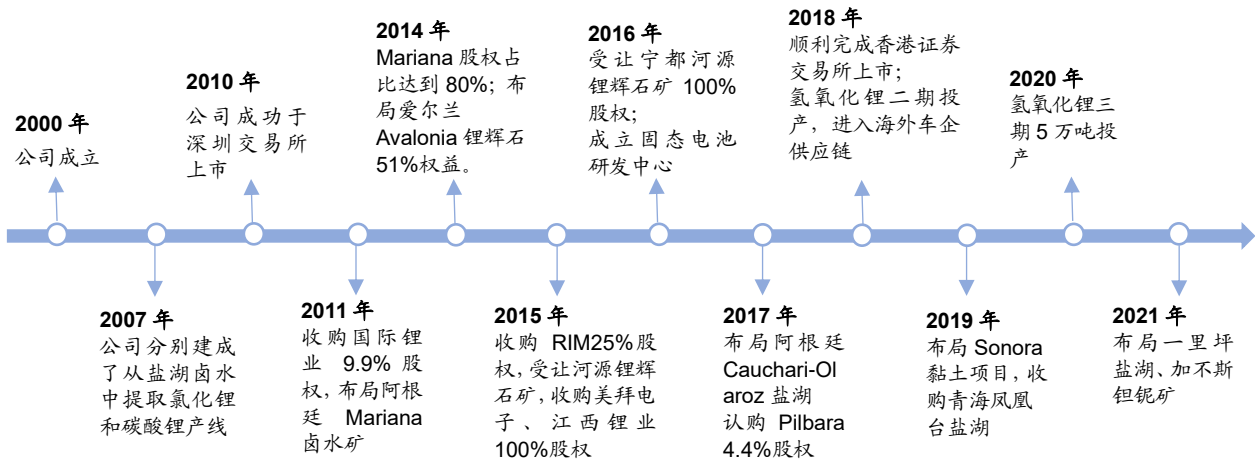 2000 年
公司成立
2007 年
公司分别建成
了从盐湖卤水
中提取氯化锂
和碳酸锂产线
2010 年
公司成功于
深圳交易所
上市
2011 年
收购国际锂
业 9.9% 股
权，布局阿根
廷 Mariana
卤水矿
2014 年
Mariana 股权占
比达到 80%；布
局爱尔兰
Avalonia 锂辉石
51%权益。
2015 年
收购 RIM25%股
权，受让河源锂辉
石矿，收购美拜电
子、江西锂业
100%股权
2016 年
受让宁都河源
锂辉石矿 100%
股权；
成立固态电池
研发中心
2017 年
布局阿根廷
Cauchari-Ol
aroz 盐湖
认购 Pilbara
4.4%股权
2018 年
顺利完成香港证券
交易所上市；
氢氧化锂二期投
产，进入海外车企
供应链
2019 年
布局 Sonora
黏土项目，收
购青海凤凰
台盐湖
2020 年
氢氧化锂三
期 5 万吨投
产
2021 年
布局一里坪
盐湖、加不斯
钽铌矿